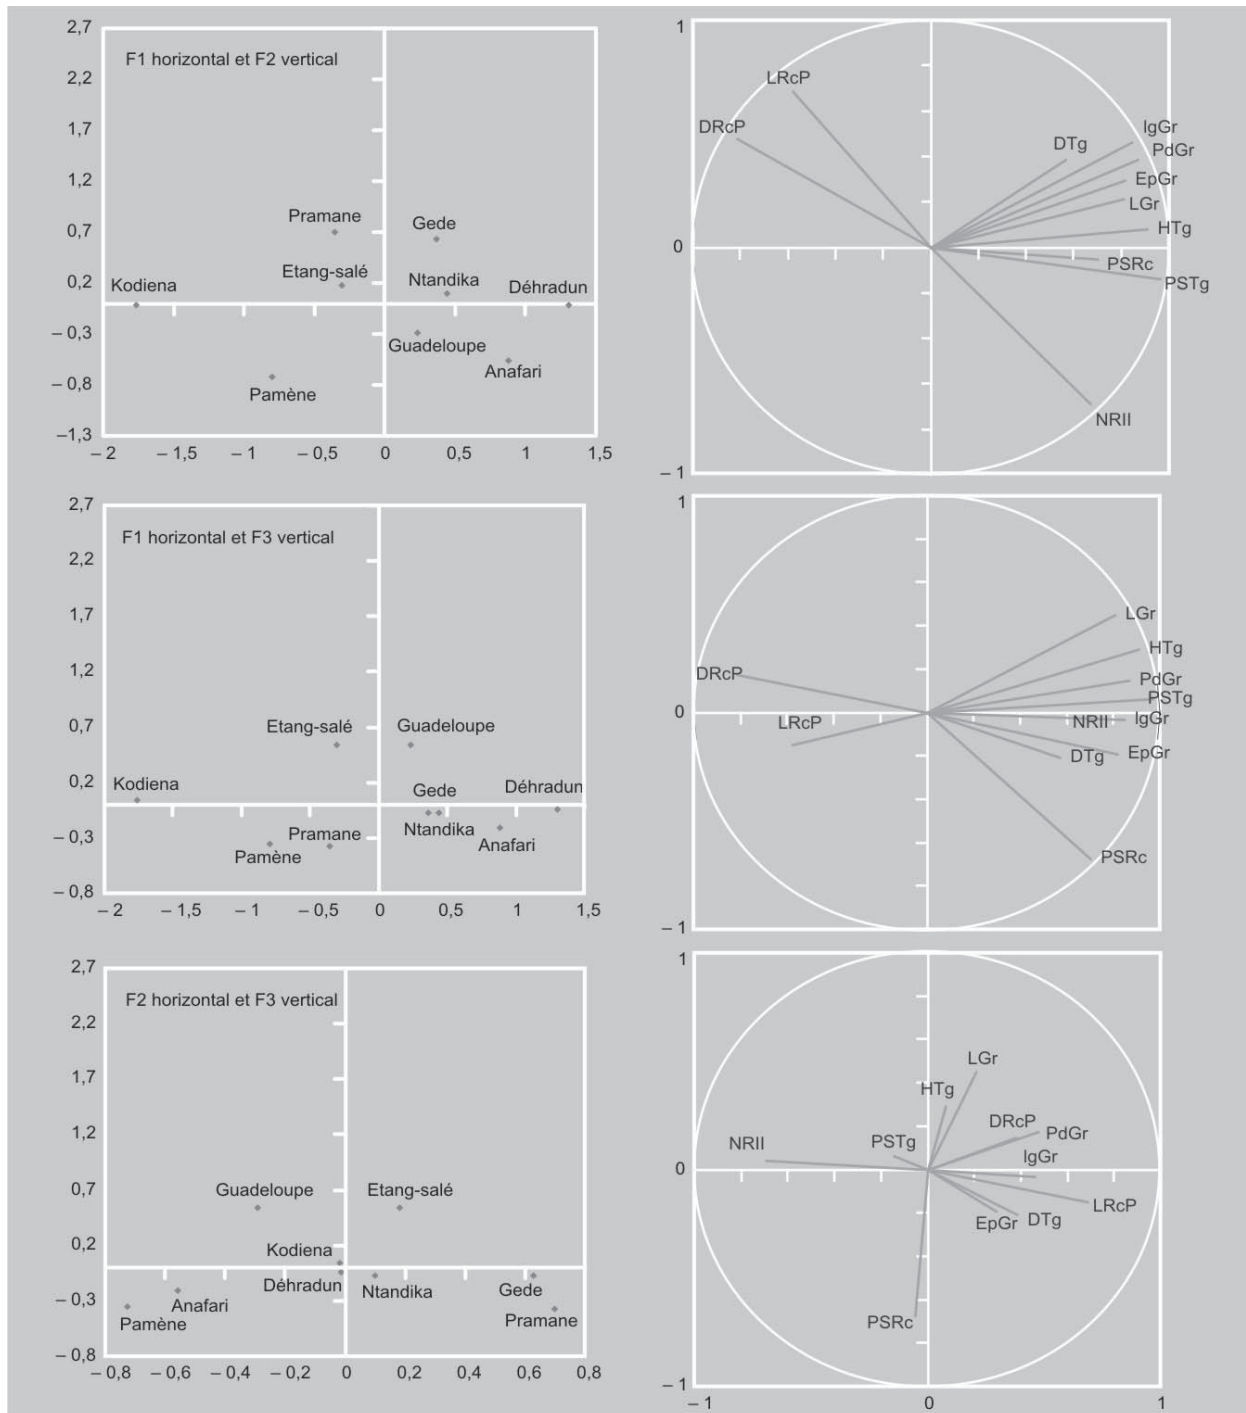 2,7
F1 horizontal et F2 vertical
2,2
1,7
1,2
Pramane
Gede
0,7
Etang-salé
Ntandika
Kodiena
Déhradun
0,2
– 0,3
Guadeloupe
Anafari
– 0,8
Pamène
–1,3
– 2
– 1,5
– 1
– 0,5
0
0,5
1
1,5
1
LRcP
DRcP
DTg
lgGr
PdGr
EpGr
LGr
HTg
0
PSRc
PSTg
NRII
– 1
2,7
F1 horizontal et F3 vertical
2,2
1,7
1,2
0,7
Etang-salé
Guadeloupe
0,2
Kodiena
Gede
Déhradun
– 0,3
Pramane
Ntandika
Pamène
Anafari
– 0,8
– 2
– 1,5
– 1
– 0,5
0
0,5
1
1,5
1
LGr
HTg
DRcP
PdGr
PSTg
0
LRcP
NRII
lgGr
DTg
EpGr
PSRc
– 1
2,7
F2 horizontal et F3 vertical
2,2
1,7
1,2
0,7
Guadeloupe
Etang-salé
0,2
Kodiena
Déhradun
Ntandika
Gede
– 0,3
Anafari
Pamène
Pramane
– 0,8
– 0,8
– 0,6
– 0,4
– 0,2
0
0,2
0,4
0,6
0,8
1
LGr
HTg
DRcP
PdGr
NRII
PSTg
lgGr
0
LRcP
EpGr
DTg
PSRc
– 1
– 1
0
1